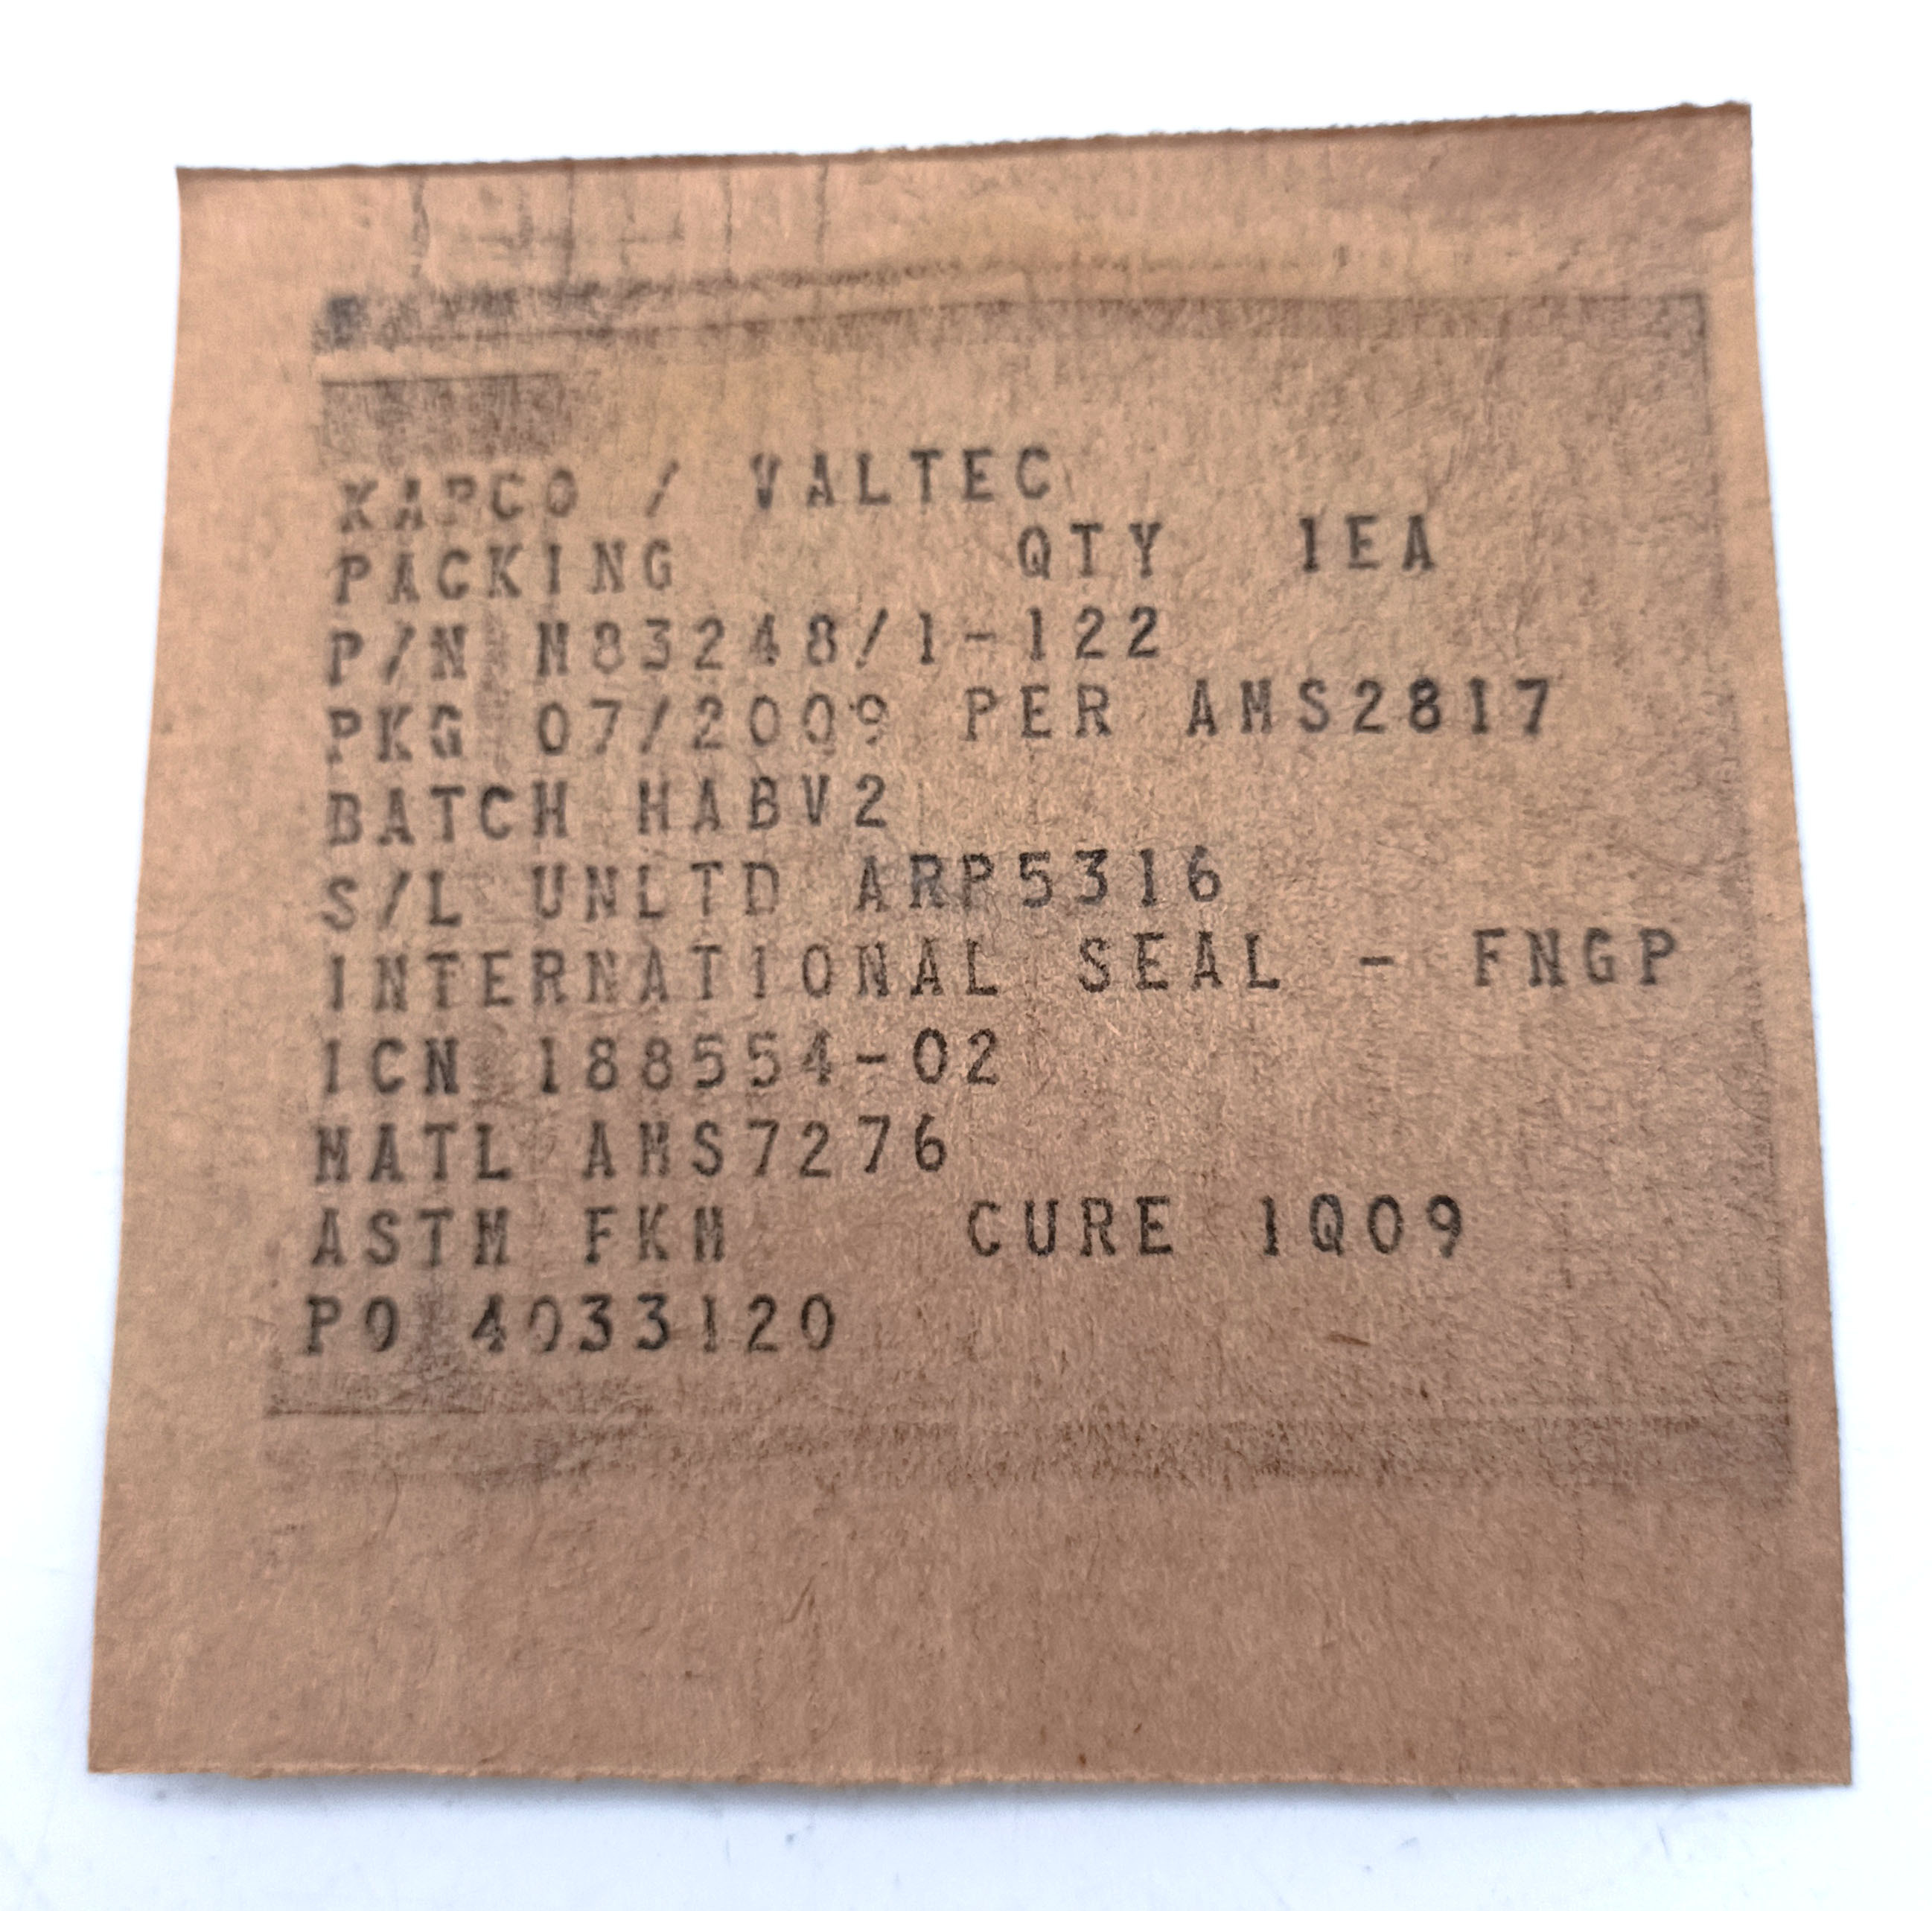 KAPCO / VALTEC
PACKING QTY 1EA
P/N M83248/1-122
PKG 07/2009 PER AMS2817
BATCH HABV2
S/L UNLTD ARP5316
INTERNATIONAL SEAL - FNGP
ICN 188554-02
MATL AMS7276
ASTM FKM CURE 1Q09
PO 4033120